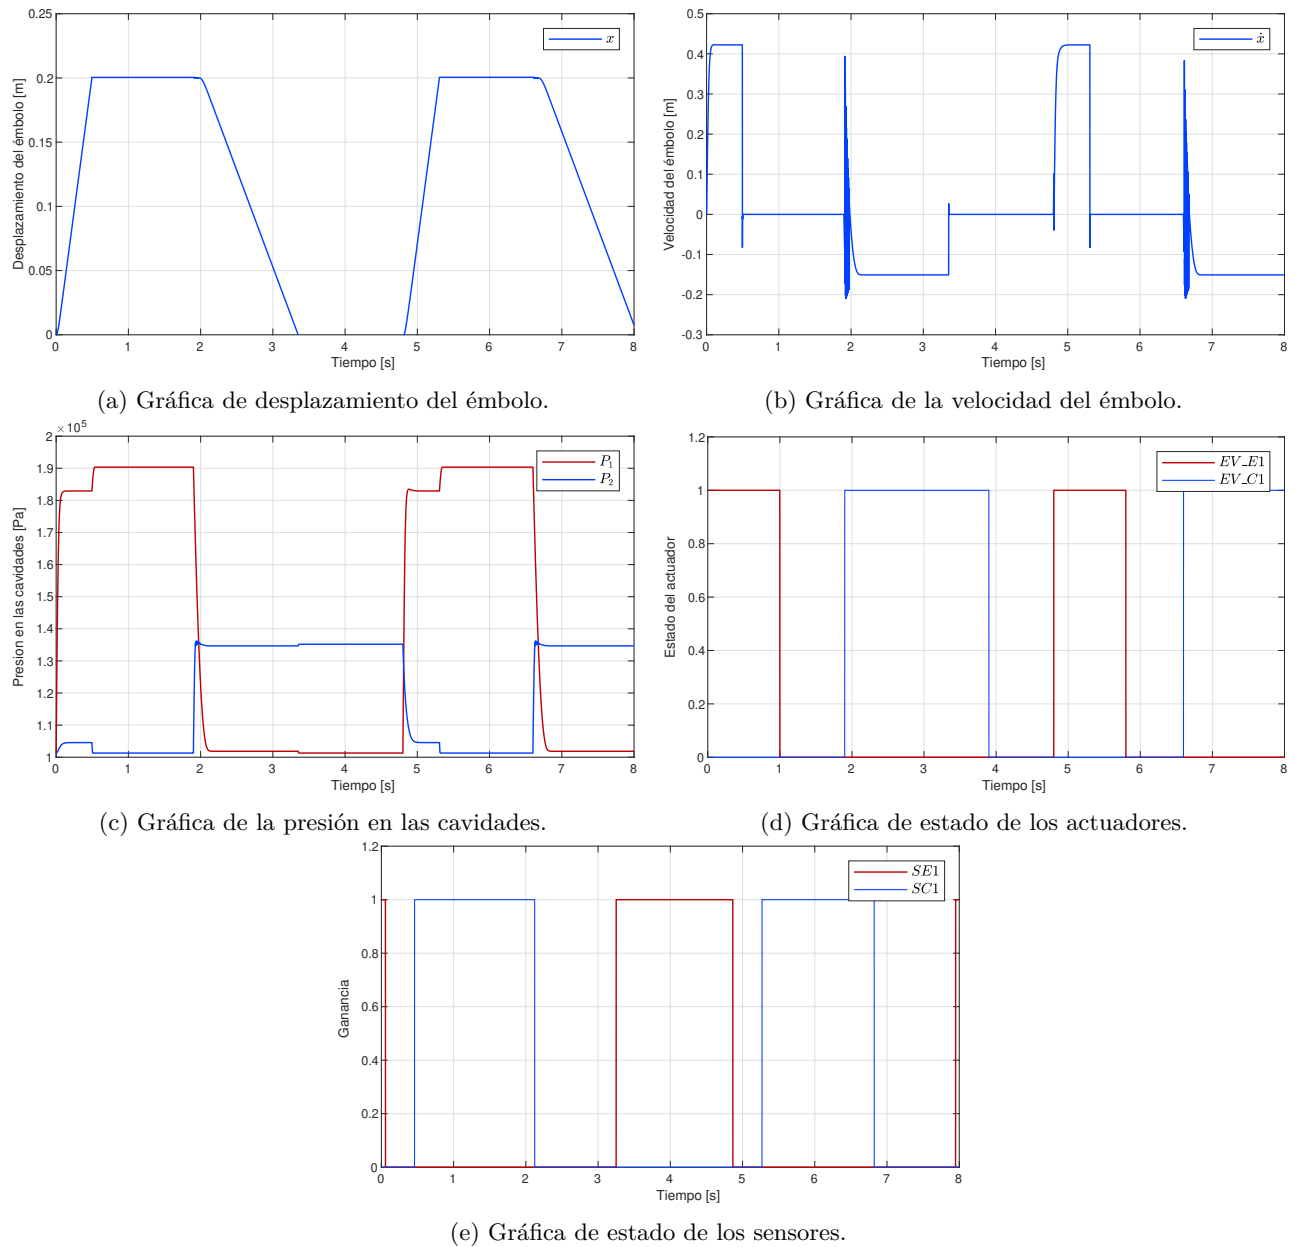 0.25
0.2
0.15
0.1
0.05
0
0 1 2 3 4 5 6 7 8
Desplazamiento del émbolo [m]
Tiempo [s]
x
(a) Gráfica de desplazamiento del émbolo.
0.5
0.4
0.3
0.2
0.1
0
-0.1
-0.2
-0.3
0 1 2 3 4 5 6 7 8
Velocidad del émbolo [m]
Tiempo [s]
ẋ
(b) Gráfica de la velocidad del émbolo.
×10⁵
2
1.9
1.8
1.7
1.6
1.5
1.4
1.3
1.2
1.1
1
0 1 2 3 4 5 6 7 8
Presion en las cavidades [Pa]
Tiempo [s]
P₁
P₂
(c) Gráfica de la presión en las cavidades.
1.2
1
0.8
0.6
0.4
0.2
0
0 1 2 3 4 5 6 7 8
Estado del actuador
Tiempo [s]
EV_E1
EV_C1
(d) Gráfica de estado de los actuadores.
1.2
1
0.8
0.6
0.4
0.2
0
0 1 2 3 4 5 6 7 8
Ganancia
Tiempo [s]
SE1
SC1
(e) Gráfica de estado de los sensores.